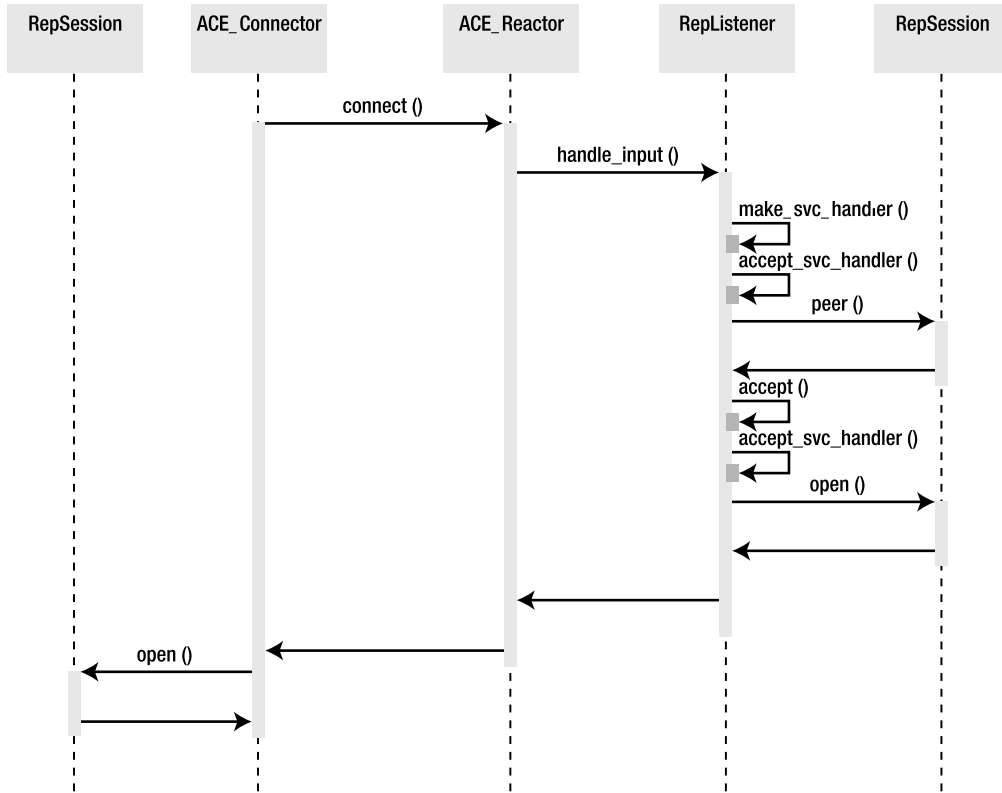 RepSession
ACE_Connector
ACE_Reactor
RepListener
RepSession
connect ()
handle_input ()
make_svc_handler ()
accept_svc_handler ()
peer ()
accept ()
accept_svc_handler ()
open ()
open ()